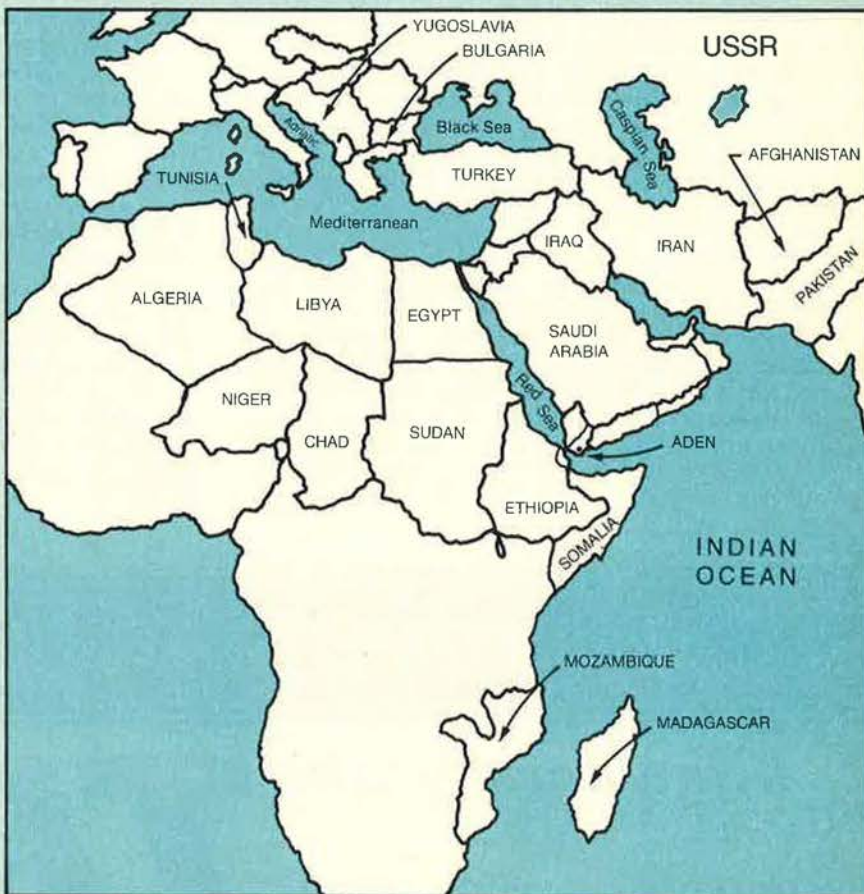 YUGOSLAVIA
BULGARIA
USSR
Adriatic
Black Sea
Caspian Sea
AFGHANISTAN
TUNISIA
TURKEY
Mediterranean
IRAQ
IRAN
PAKISTAN
ALGERIA
LIBYA
EGYPT
SAUDI
ARABIA
Red Sea
NIGER
CHAD
SUDAN
ADEN
ETHIOPIA
SOMALIA
INDIAN
OCEAN
MOZAMBIQUE
MADAGASCAR